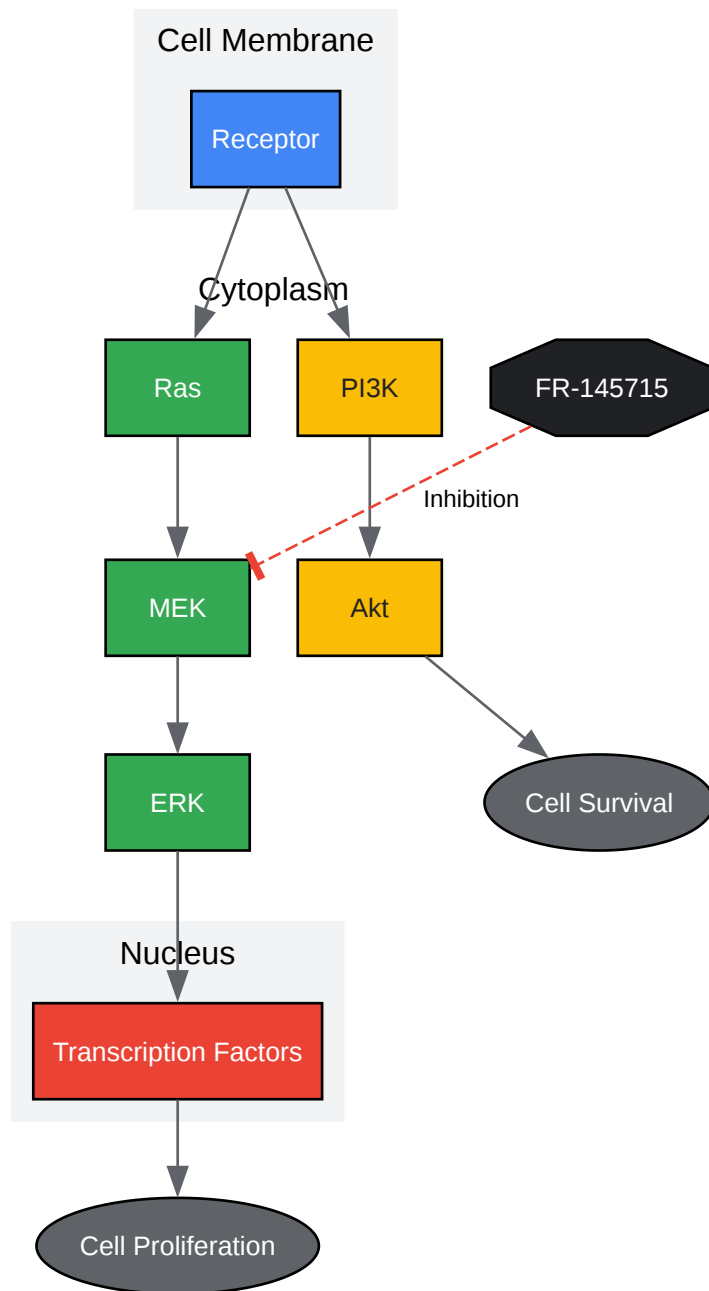 Cell Membrane
Receptor
Cytoplasm
Ras
PI3K
FR-145715
Inhibition
MEK
Akt
ERK
Cell Survival
Nucleus
Transcription Factors
Cell Proliferation